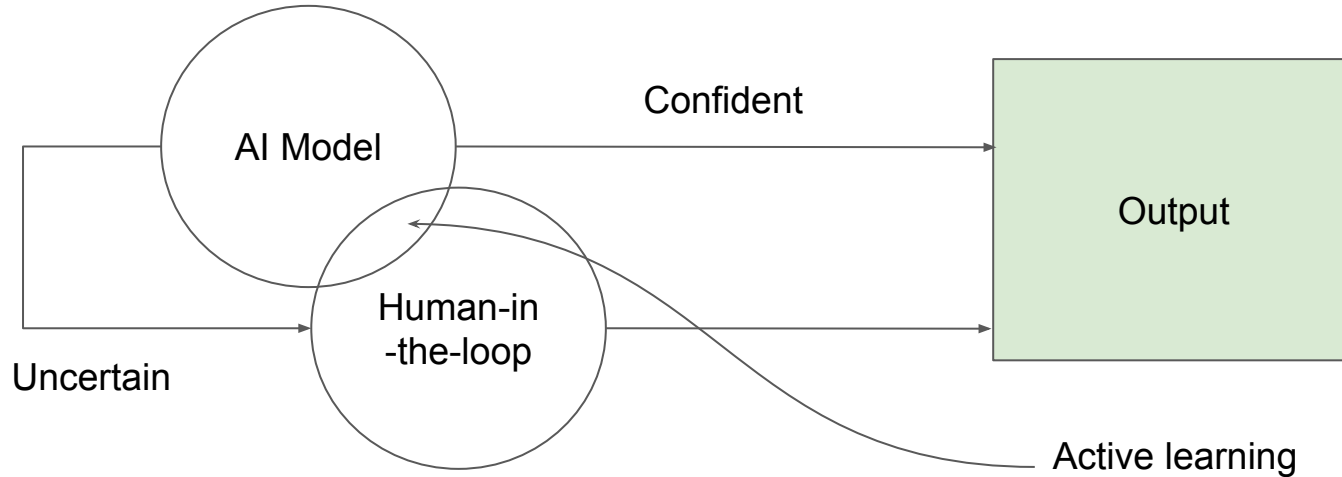 Confident
AI Model
Output
Human-in
-the-loop
Uncertain
Active learning